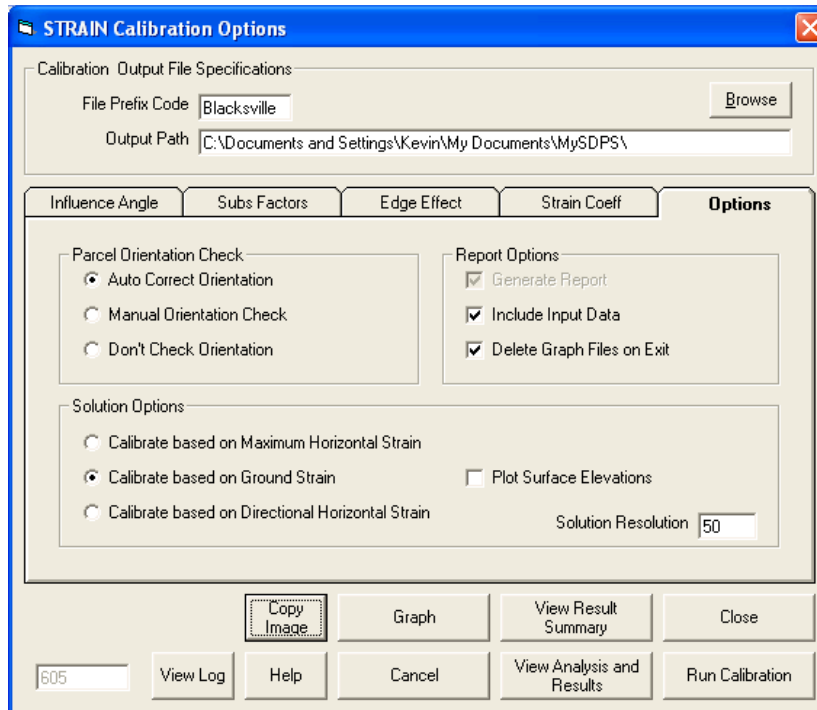 STRAIN Calibration Options
Calibration Output File Specifications
File Prefix Code Blacksville
Browse
Output Path C:\Documents and Settings\Kevin\My Documents\MySDPS\
Influence Angle Subs Factors Edge Effect Strain Coeff Options
Parcel Orientation Check
Auto Correct Orientation
Manual Orientation Check
Don't Check Orientation
Report Options
Generate Report
Include Input Data
Delete Graph Files on Exit
Solution Options
Calibrate based on Maximum Horizontal Strain
Calibrate based on Ground Strain
Calibrate based on Directional Horizontal Strain
Plot Surface Elevations
Solution Resolution 50
Copy
Image
Graph
View Result
Summary
Close
605
View Log
Help
Cancel
View Analysis and
Results
Run Calibration